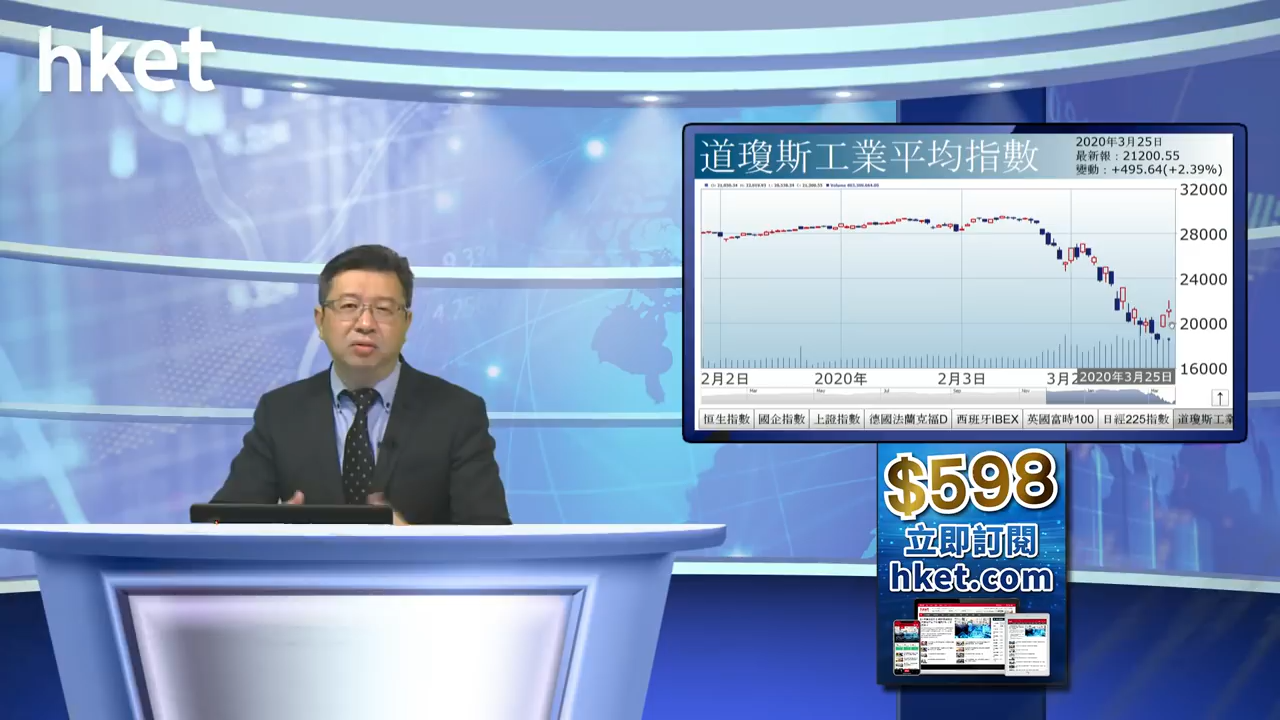 hket
道瓊斯工業平均指數
2020年3月25日
最新報：21200.55
變動：+495.64(+2.39%)
32000
28000
24000
20000
16000
2月2日
2020年
2月3日
3月2
2020年3月25日
恒生指數
國企指數
上證指數
德國法蘭克福D
西班牙IBEX
英國富時100
日經225指數
道瓊斯工業
$598
立即訂閱
hket.com